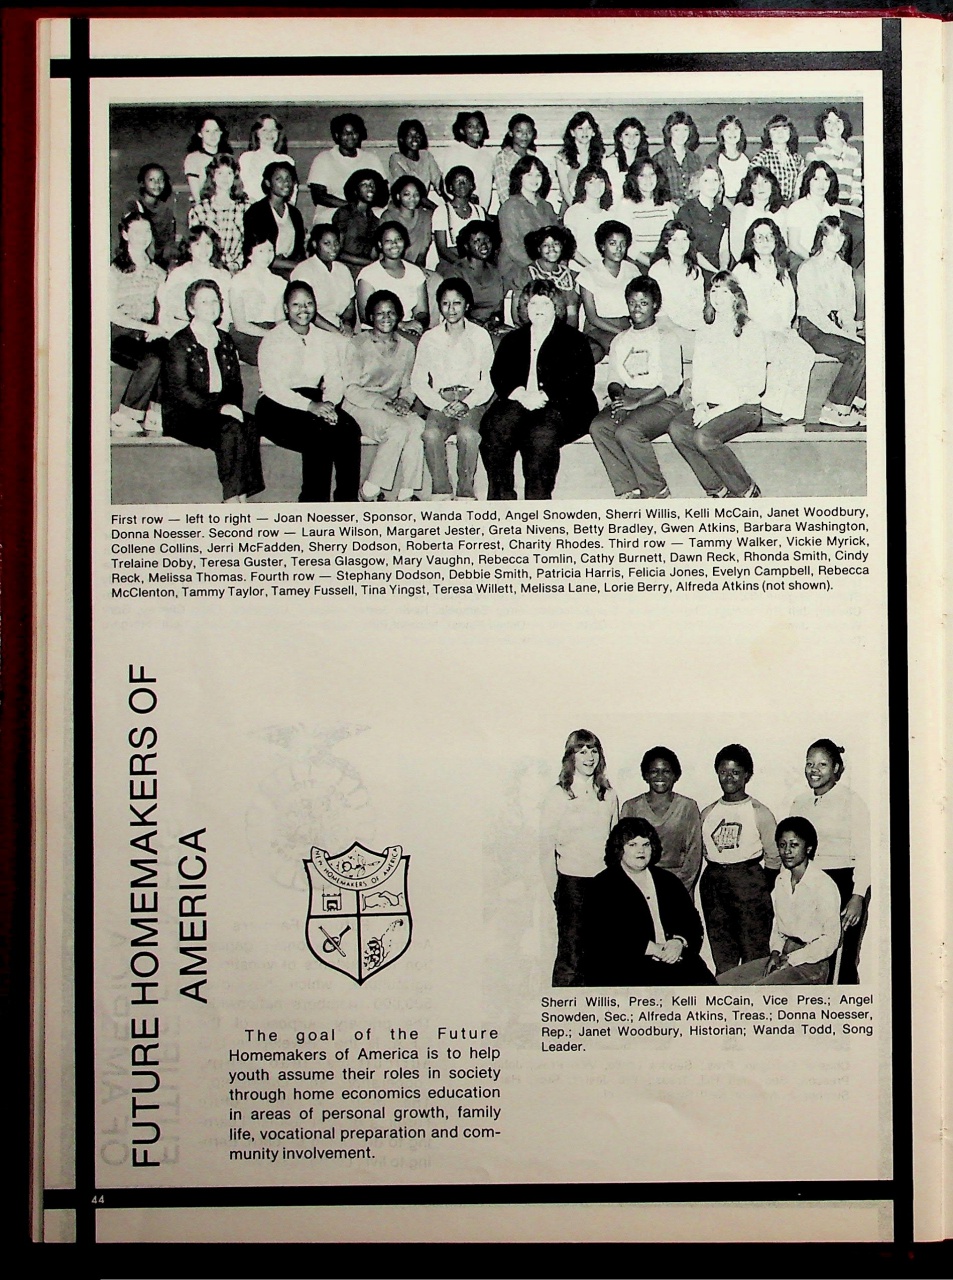 First row — left to right — Joan Noesser, Sponsor, Wanda Todd, Angel Snowden, Sherri Willis, Kelli McCain, Janet Woodbury,
Donna Noesser. Second row — Laura Wilson, Margaret Jester, Greta Nivens, Betty Bradley, Gwen Atkins, Barbara Washington,
Collene Collins, Jerri McFadden, Sherry Dodson, Roberta Forrest, Charity Rhodes. Third row — Tammy Walker, Vickie Myrick,
Trelaine Doby, Teresa Guster, Teresa Glasgow, Mary Vaughn, Rebecca Tomlin, Cathy Burnett, Dawn Reck, Rhonda Smith, Cindy
Reck, Melissa Thomas. Fourth row — Stephany Dodson, Debbie Smith, Patricia Harris, Felicia Jones, Evelyn Campbell, Rebecca
McClenton, Tammy Taylor, Tamey Fussell, Tina Yingst, Teresa Willett, Melissa Lane, Lorie Berry, Alfreda Atkins (not shown).
FUTURE HOMEMAKERS OF
AMERICA
NEW HOMEMAKERS OF AMERICA
The goal of the Future
Homemakers of America is to help
youth assume their roles in society
through home economics education
in areas of personal growth, family
life, vocational preparation and com-
munity involvement.
Sherri Willis, Pres.; Kelli McCain, Vice Pres.; Angel
Snowden, Sec.; Alfreda Atkins, Treas.; Donna Noesser,
Rep.; Janet Woodbury, Historian; Wanda Todd, Song
Leader.
44